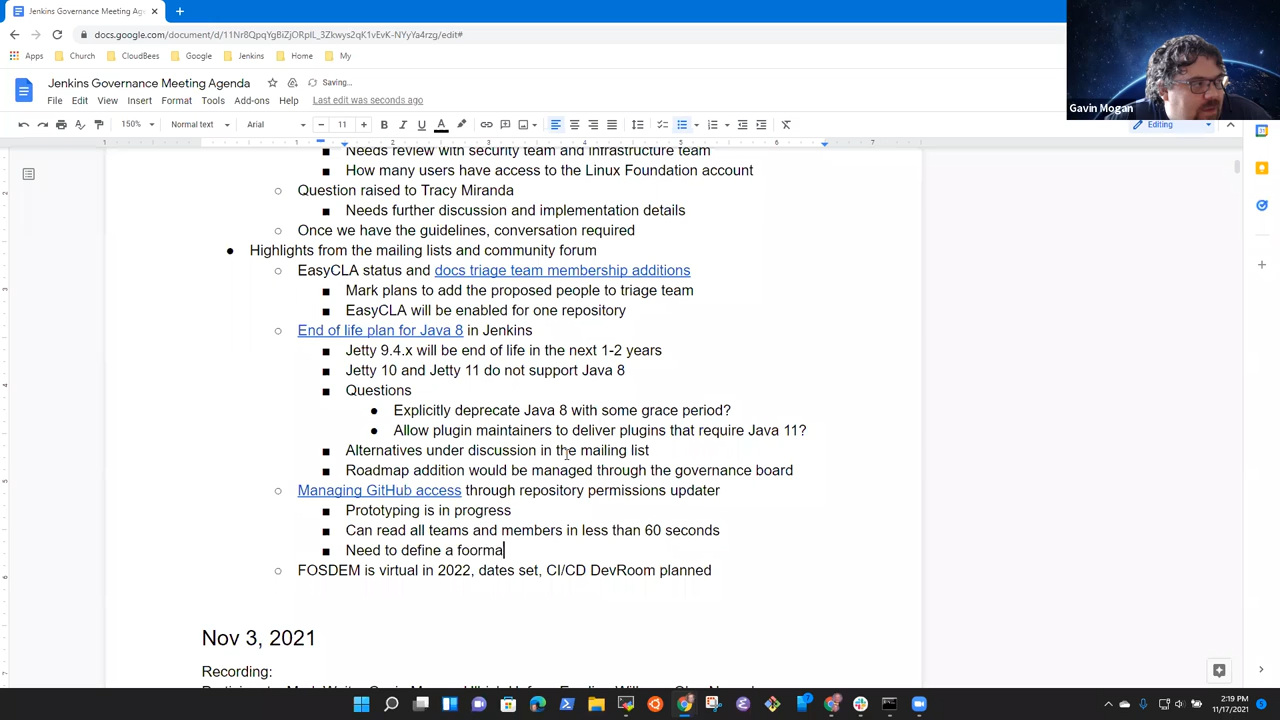 Jenkins Governance Meeting Ag
docs.google.com/document/d/11Nr8QpqYgBiZjORpIL_3Zkwys2qK1vEvK-NYyYa4rzg/edit#
Apps Church CloudBees Google Jenkins Home My
Gavin Mogan
Jenkins Governance Meeting Agenda Saving...
File Edit View Insert Format Tools Add-ons Help Last edit was seconds ago
150% Normal text Arial 11 Editing
Needs review with security team and infrastructure team
How many users have access to the Linux Foundation account
Question raised to Tracy Miranda
Needs further discussion and implementation details
Once we have the guidelines, conversation required
Highlights from the mailing lists and community forum
EasyCLA status and docs triage team membership additions
Mark plans to add the proposed people to triage team
EasyCLA will be enabled for one repository
End of life plan for Java 8 in Jenkins
Jetty 9.4.x will be end of life in the next 1-2 years
Jetty 10 and Jetty 11 do not support Java 8
Questions
Explicitly deprecate Java 8 with some grace period?
Allow plugin maintainers to deliver plugins that require Java 11?
Alternatives under discussion in the mailing list
Roadmap addition would be managed through the governance board
Managing GitHub access through repository permissions updater
Prototyping is in progress
Can read all teams and members in less than 60 seconds
Need to define a foorma
FOSDEM is virtual in 2022, dates set, CI/CD DevRoom planned
Nov 3, 2021
Recording:
2:19 PM
11/17/2021